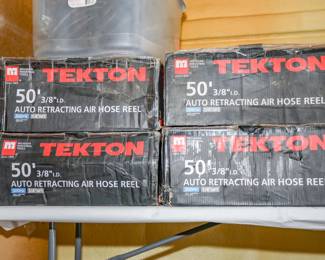 TEKTON
50' 3/8" I.D.
AUTO RETRACTING AIR HOSE REEL
TEKTON
50' 3/8" I.D.
AUTO RETRACTING AIR HOSE REEL
TEKTON
50' 3/8" I.D.
AUTO RETRACTING AIR HOSE REEL
TEKTON
50' 3/8" I.D.
AUTO RETRACTING AIR HOSE REEL